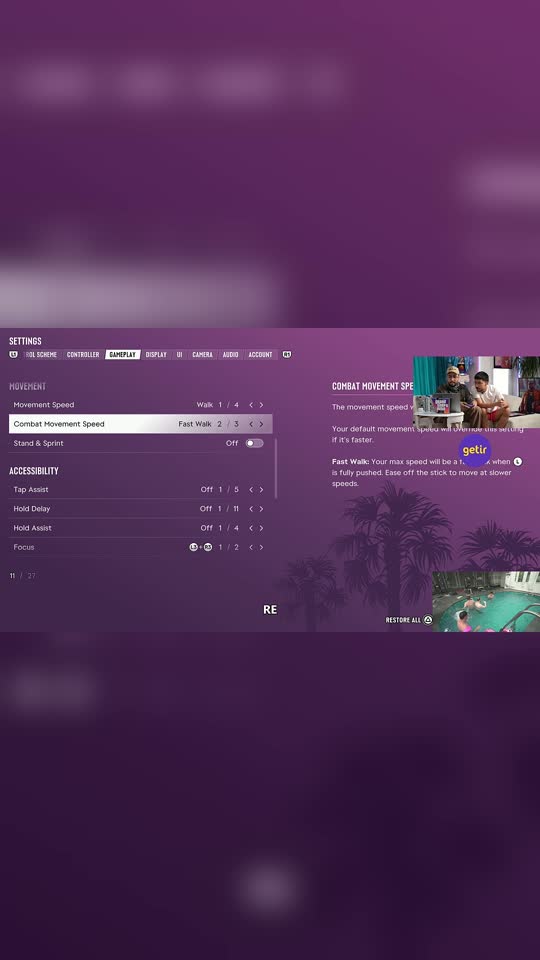 SETTINGS
L1 ROL SCHEME CONTROLLER GAMEPLAY DISPLAY UI CAMERA AUDIO ACCOUNT R1
MOVEMENT
Movement Speed Walk 1 / 4
Combat Movement Speed Fast Walk 2 / 3
Stand & Sprint Off
ACCESSIBILITY
Tap Assist Off 1 / 5
Hold Delay Off 1 / 11
Hold Assist Off 1 / 4
Focus L3 + R3 1 / 2
11 / 27
COMBAT MOVEMENT SPE
The movement speed
Your default movement speed will override this setting
if it's faster.
Fast Walk: Your max speed will be a when L
is fully pushed. Ease off the stick to move at slower
speeds.
getir
RE
RESTORE ALL